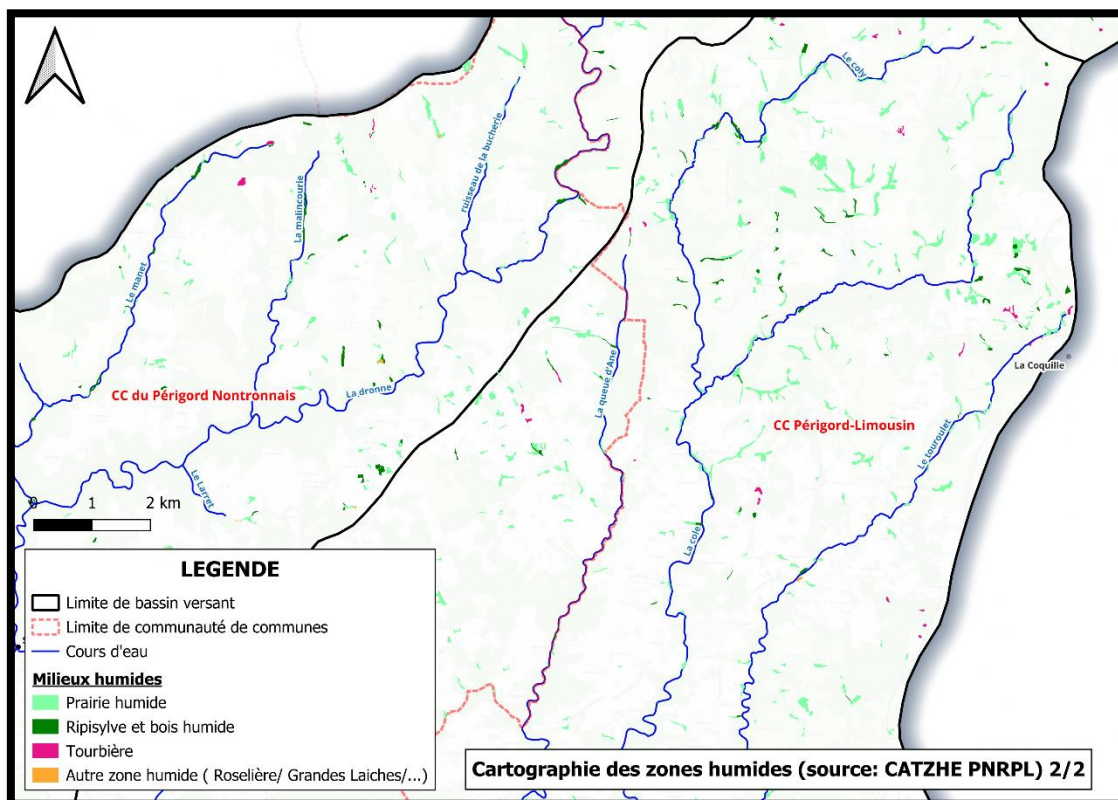 Le coly
ruisseau de la bucherie
La malincourie
Le manet
La Coquille
La queue d'Ane
La dronne
CC du Périgord Nontronnais
CC Périgord-Limousin
Le touroulet
Le Larret
La cole
0 1 2 km
LEGENDE
Limite de bassin versant
Limite de communauté de communes
Cours d'eau
Milieux humides
Prairie humide
Ripisylve et bois humide
Tourbière
Autre zone humide ( Roselière/ Grandes Laiches/...)
Cartographie des zones humides (source: CATZHE PNRPL) 2/2